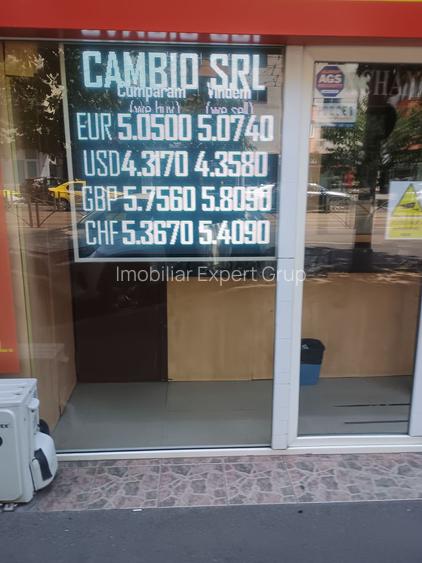 CAMBIO SRL
Cumparam Vindem
(we buy) (we sell)
EUR 5.0500 5.0740
USD 4.3170 4.3580
GBP 5.7560 5.8090
CHF 5.3670 5.4090
AGS
Imobiliar Expert Grup